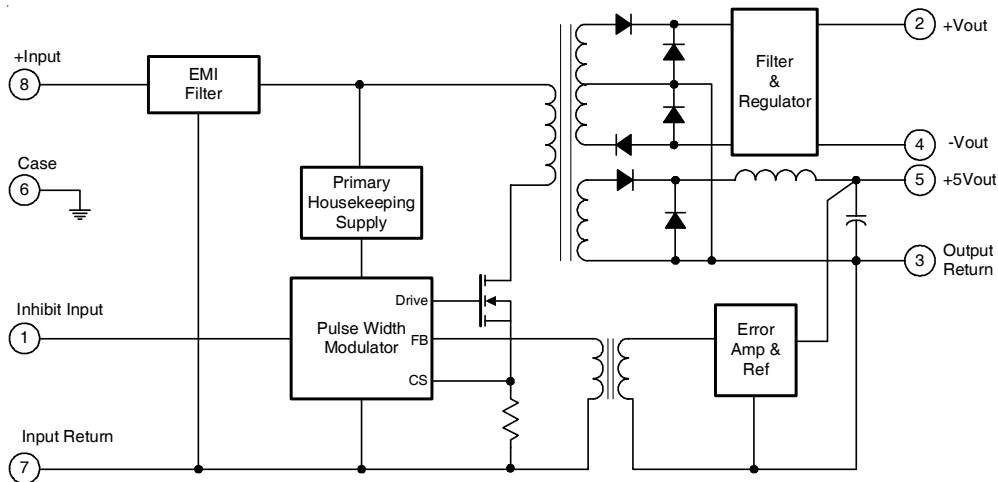 +Input
8
EMI
Filter
Case
6
Primary
Housekeeping
Supply
Inhibit Input
1
Pulse Width
Modulator
Drive
FB
CS
Input Return
7
Filter
&
Regulator
2
+Vout
4
-Vout
5
+5Vout
3
Output
Return
Error
Amp &
Ref